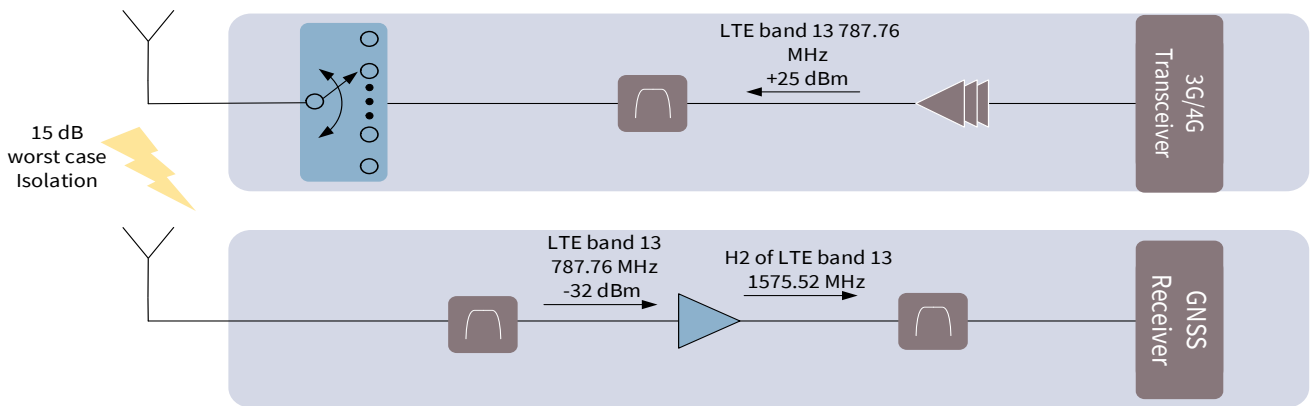 LTE band 13 787.76
MHz
+25 dBm
3G/4G
Transceiver
15 dB
worst case
Isolation
LTE band 13
787.76 MHz
-32 dBm
H2 of LTE band 13
1575.52 MHz
GNSS
Receiver